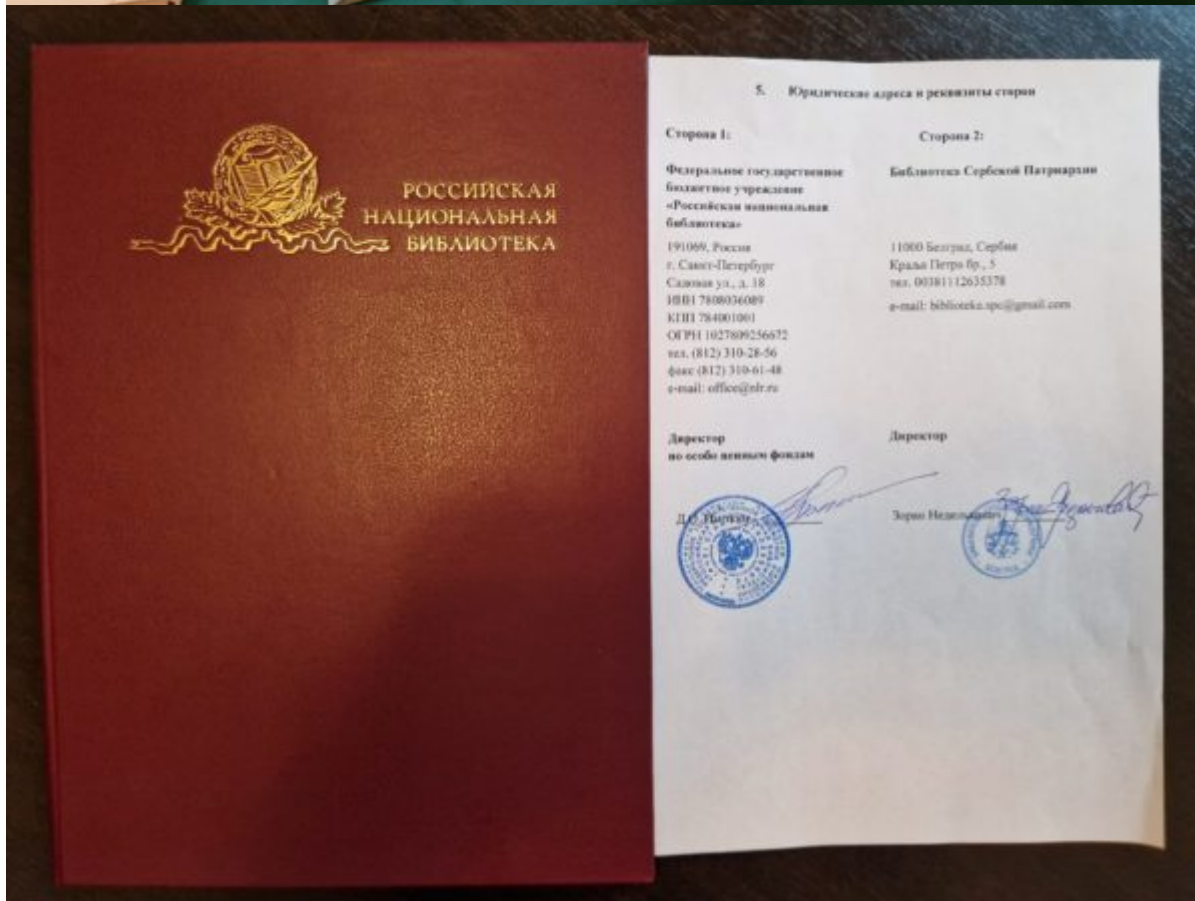 РОССИЙСКАЯ
НАЦИОНАЛЬНАЯ
БИБЛИОТЕКА
5. Юридические адреса и реквизиты сторон
Сторона 1:
Федеральное государственное
бюджетное учреждение
«Российская национальная
библиотека»
191069, Россия
г. Санкт-Петербург
Садовая ул., д. 18
ИНН 7808036089
КПП 784001001
ОГРН 1027809256672
тел. (812) 310-28-56
факс (812) 310-61-48
e-mail: office@nlr.ru
Директор
по особо ценным фондам
Сторона 2:
Библиотека Сербской Патриархии
11000 Белград, Сербия
Краља Петра бр., 5
тел. 00381112635378
e-mail: biblioteka.spc@gmail.com
Директор
Зоран Недељкович